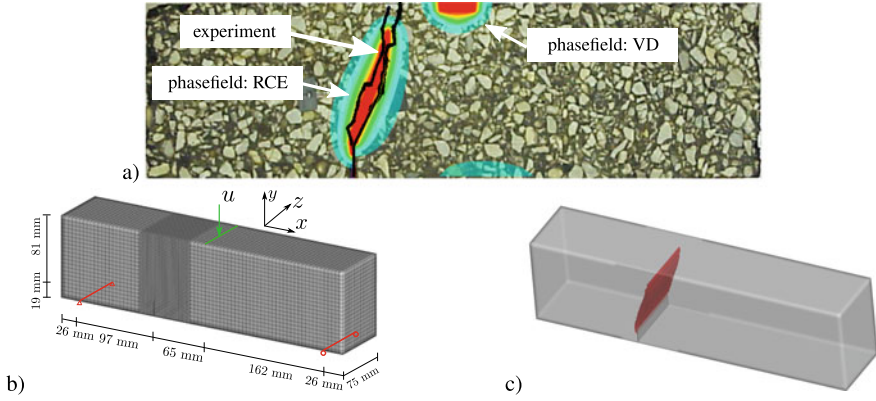 experiment
phasefield: VD
phasefield: RCE
a)
u
y
z
x
81 mm
19 mm
26 mm
97 mm
65 mm
162 mm
26 mm
75 mm
b)
c)